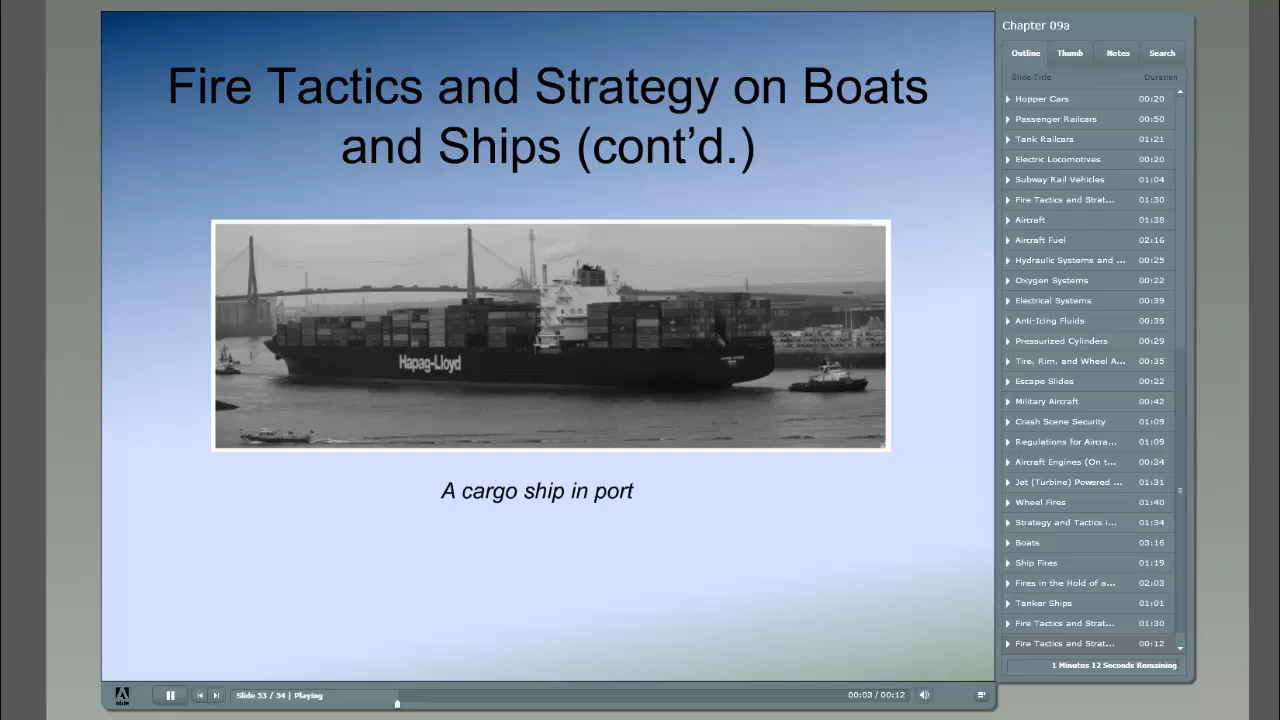 Fire Tactics and Strategy on Boats
and Ships (cont'd.)
Hapag-Lloyd
A cargo ship in port
Chapter 09a
Outline Thumb Notes Search
Slide Title Duration
Hopper Cars 00:20
Passenger Railcars 00:50
Tank Railcars 01:21
Electric Locomotives 00:20
Subway Rail Vehicles 01:04
Fire Tactics and Strat... 01:30
Aircraft 01:38
Aircraft Fuel 02:16
Hydraulic Systems and ... 00:25
Oxygen Systems 00:22
Electrical Systems 00:39
Anti-Icing Fluids 00:39
Pressurized Cylinders 00:29
Tire, Rim, and Wheel A... 00:35
Escape Slides 00:22
Military Aircraft 00:42
Crash Scene Security 01:09
Regulations for Aircra... 01:09
Aircraft Engines (On t... 00:34
Jet (Turbine) Powered ... 01:31
Wheel Fires 01:40
Strategy and Tactics i... 01:34
Boats 03:16
Ship Fires 01:19
Fires in the Hold of a... 02:03
Tanker Ships 01:01
Fire Tactics and Strat... 01:30
Fire Tactics and Strat... 00:12
1 Minutes 12 Seconds Remaining
Adobe
Slide 53 / 54 | Playing
00:03 / 00:12